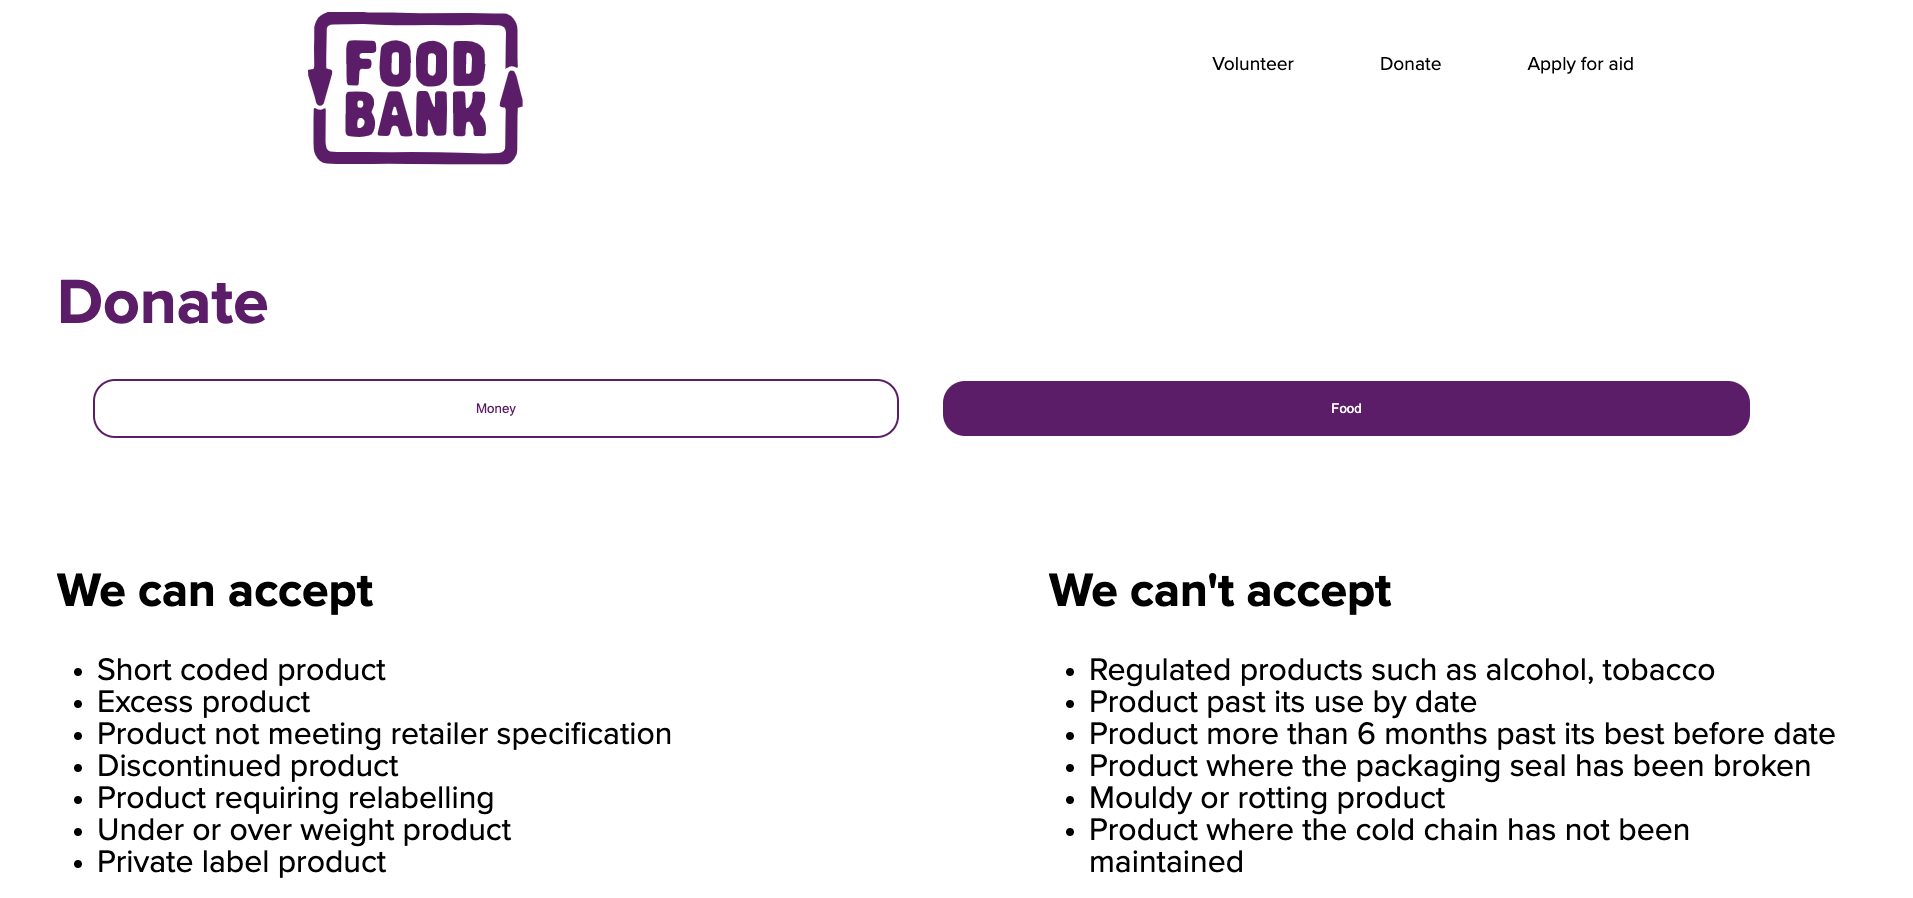 FOOD
BANK
Volunteer
Donate
Apply for aid
Donate
Money
Food
We can accept
• Short coded product
• Excess product
• Product not meeting retailer specification
• Discontinued product
• Product requiring relabelling
• Under or over weight product
• Private label product
We can't accept
• Regulated products such as alcohol, tobacco
• Product past its use by date
• Product more than 6 months past its best before date
• Product where the packaging seal has been broken
• Mouldy or rotting product
• Product where the cold chain has not been
maintained